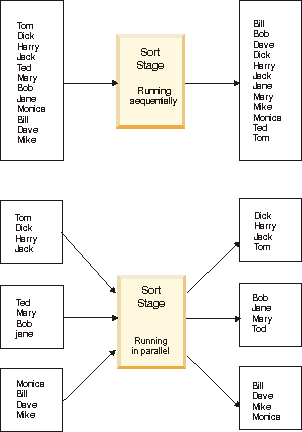 Tom
Dick
Harry
Jack
Ted
Mary
Bob
Jane
Monica
Bill
Dave
Mike
Sort
Stage
Running
sequentially
Bill
Bob
Dave
Dick
Harry
Jack
Jane
Mary
Mike
Monica
Ted
Tom
Tom
Dick
Harry
Jack
Ted
Mary
Bob
jane
Monica
Bill
Dave
Mike
Sort
Stage
Running
in parallel
Dick
Harry
Jack
Tom
Bob
Jane
Mary
Tod
Bill
Dave
Mike
Monica